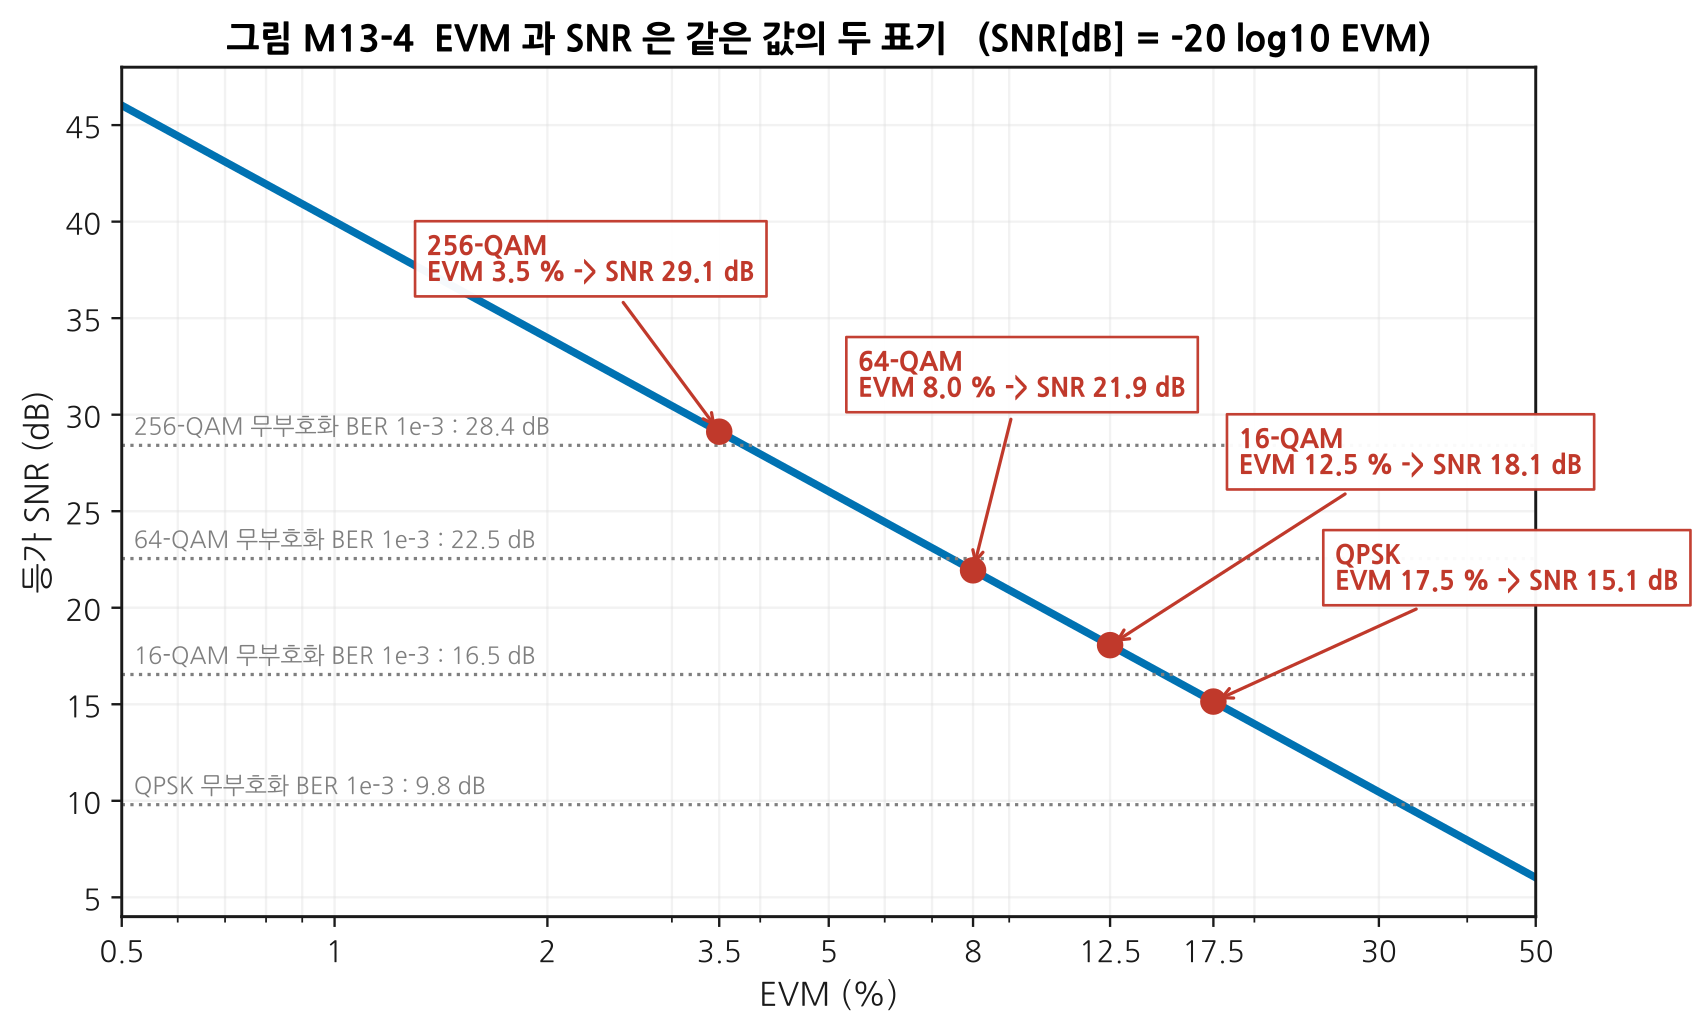 그림 M13-4 EVM 과 SNR 은 같은 값의 두 표기 (SNR[dB] = -20 log10 EVM)
등가 SNR (dB)
45
40
35
30
25
20
15
10
5
256-QAM
EVM 3.5 % -> SNR 29.1 dB
64-QAM
EVM 8.0 % -> SNR 21.9 dB
16-QAM
EVM 12.5 % -> SNR 18.1 dB
QPSK
EVM 17.5 % -> SNR 15.1 dB
256-QAM 무부호화 BER 1e-3 : 28.4 dB
64-QAM 무부호화 BER 1e-3 : 22.5 dB
16-QAM 무부호화 BER 1e-3 : 16.5 dB
QPSK 무부호화 BER 1e-3 : 9.8 dB
0.5 1 2 3.5 5 8 12.5 17.5 30 50
EVM (%)